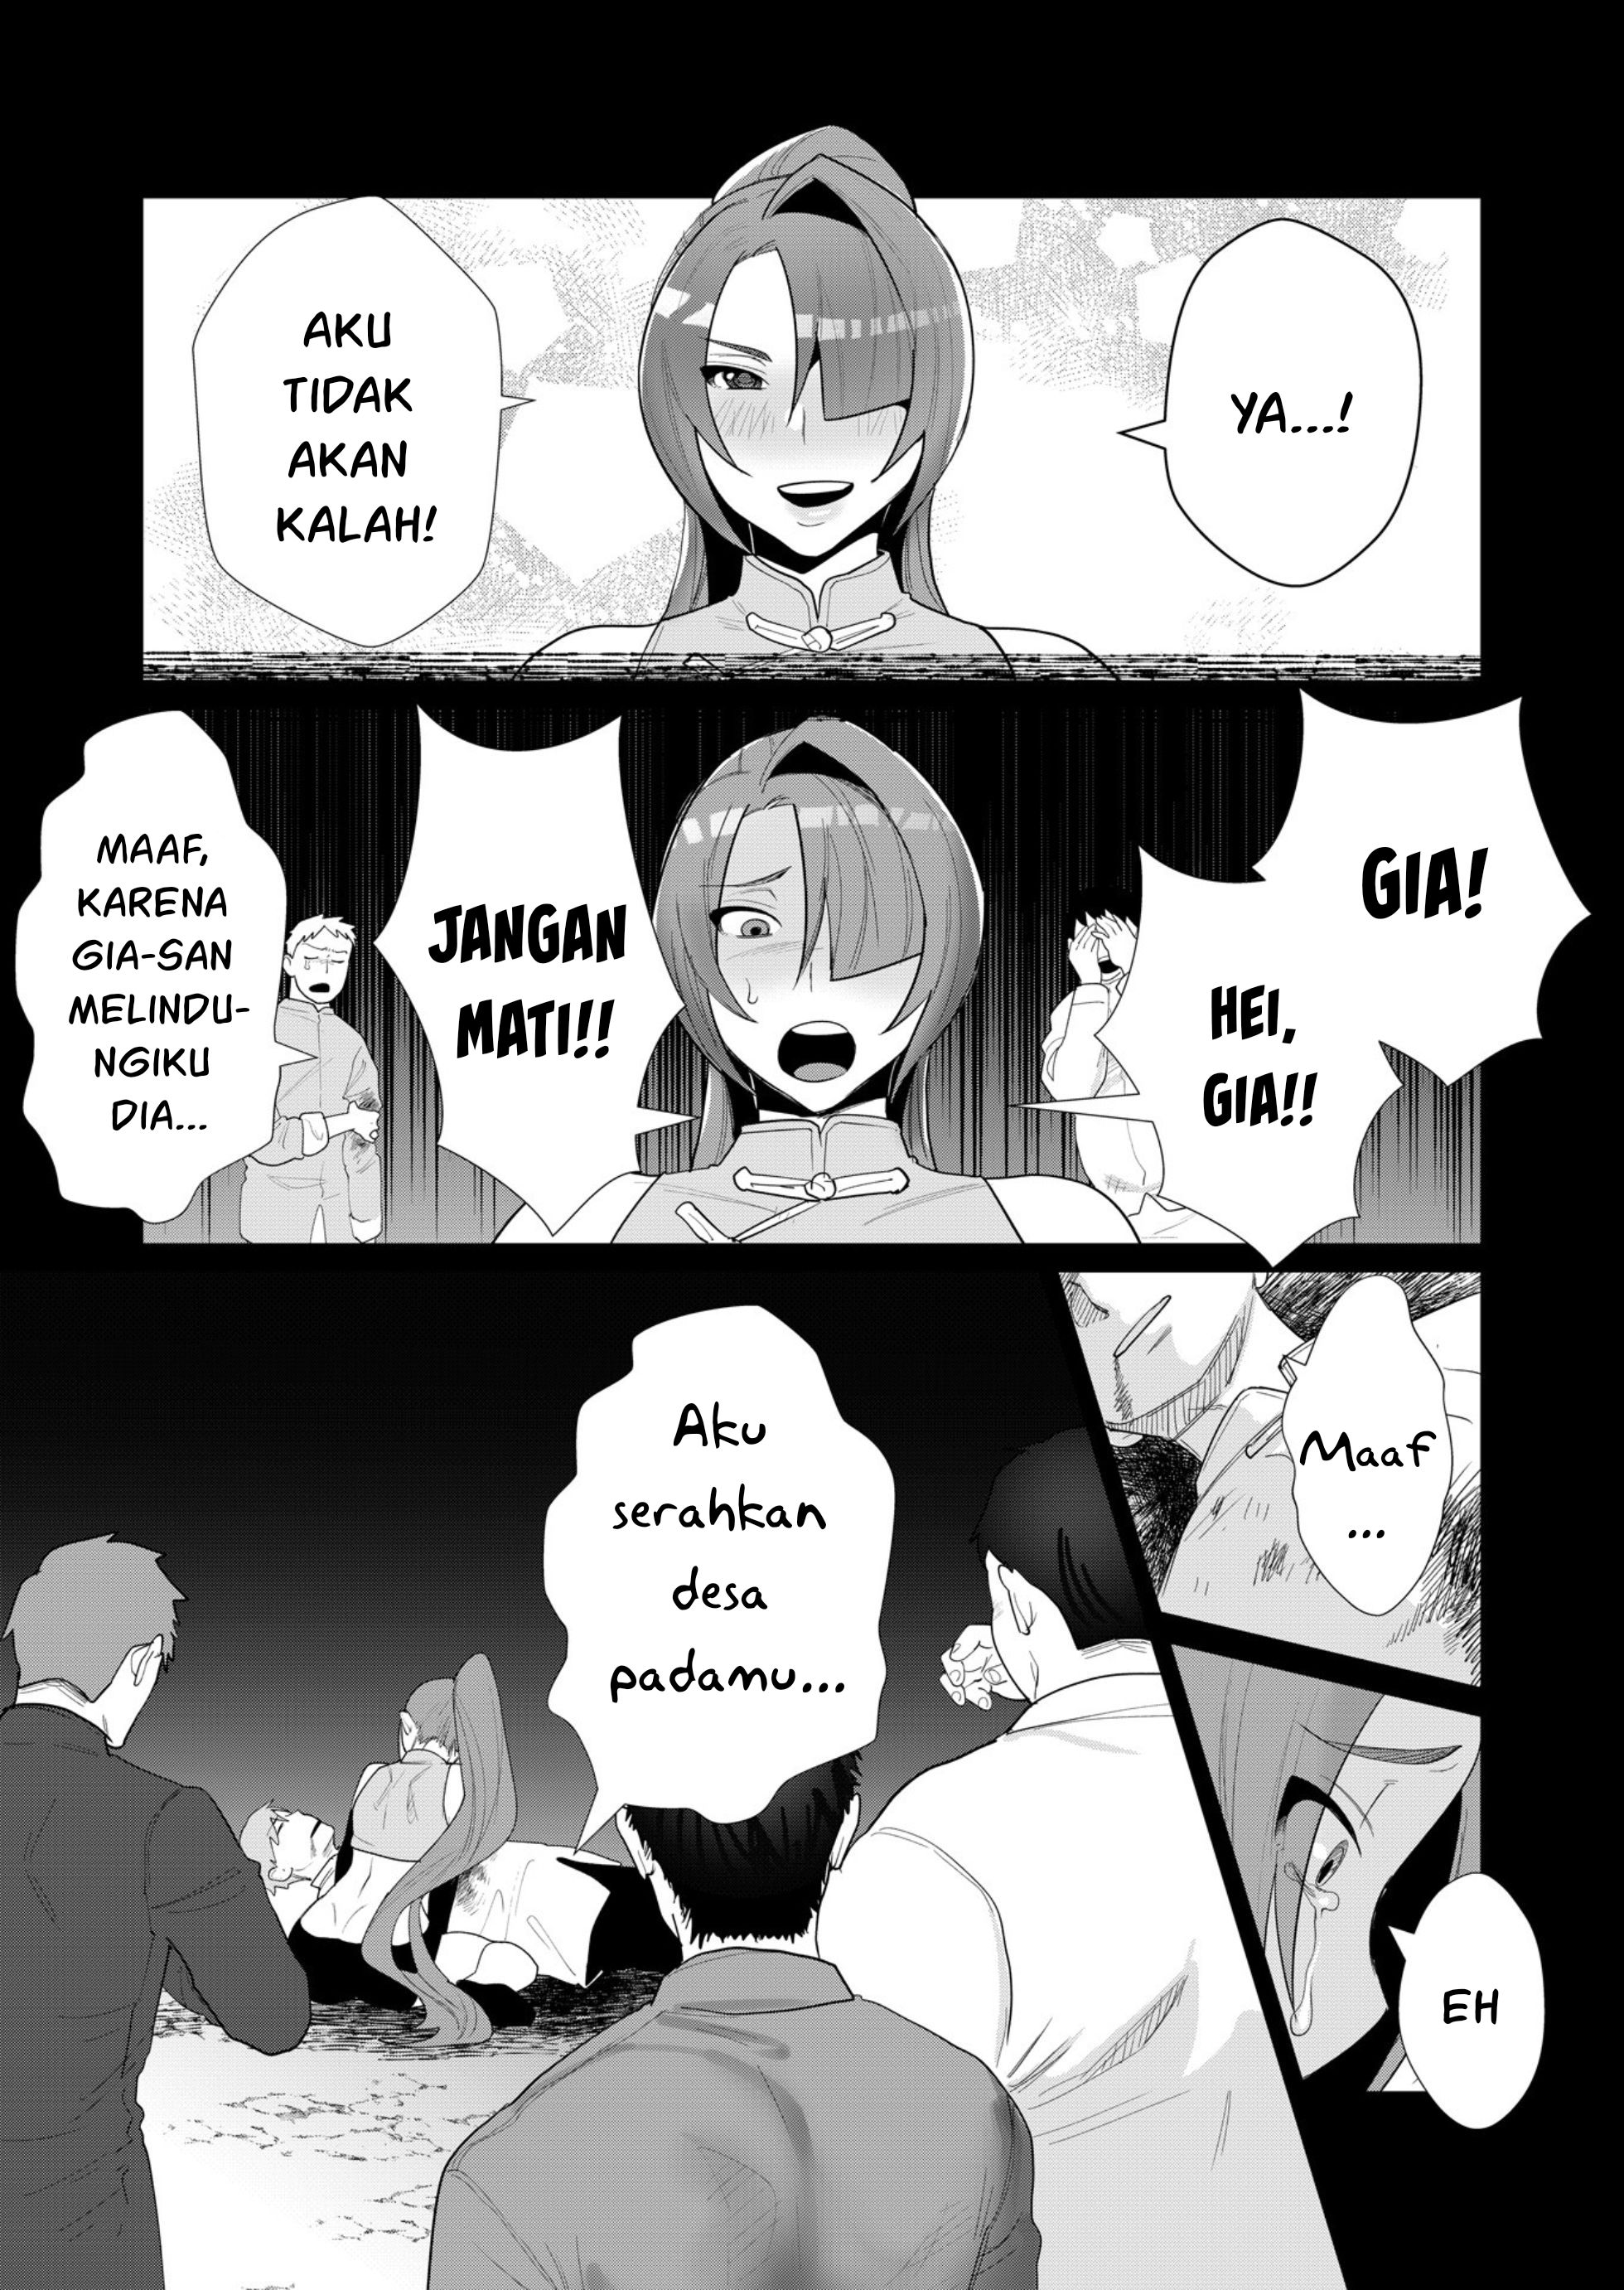 YA...!
AKU
TIDAK
AKAN
KALAH!
GIA!
HEI,
GIA!!
JANGAN
MATI!!
MAAF,
KARENA
GIA-SAN
MELINDU-
NGIKU
DIA...
Maaf
...
EH
Aku
serahkan
desa
padamu...